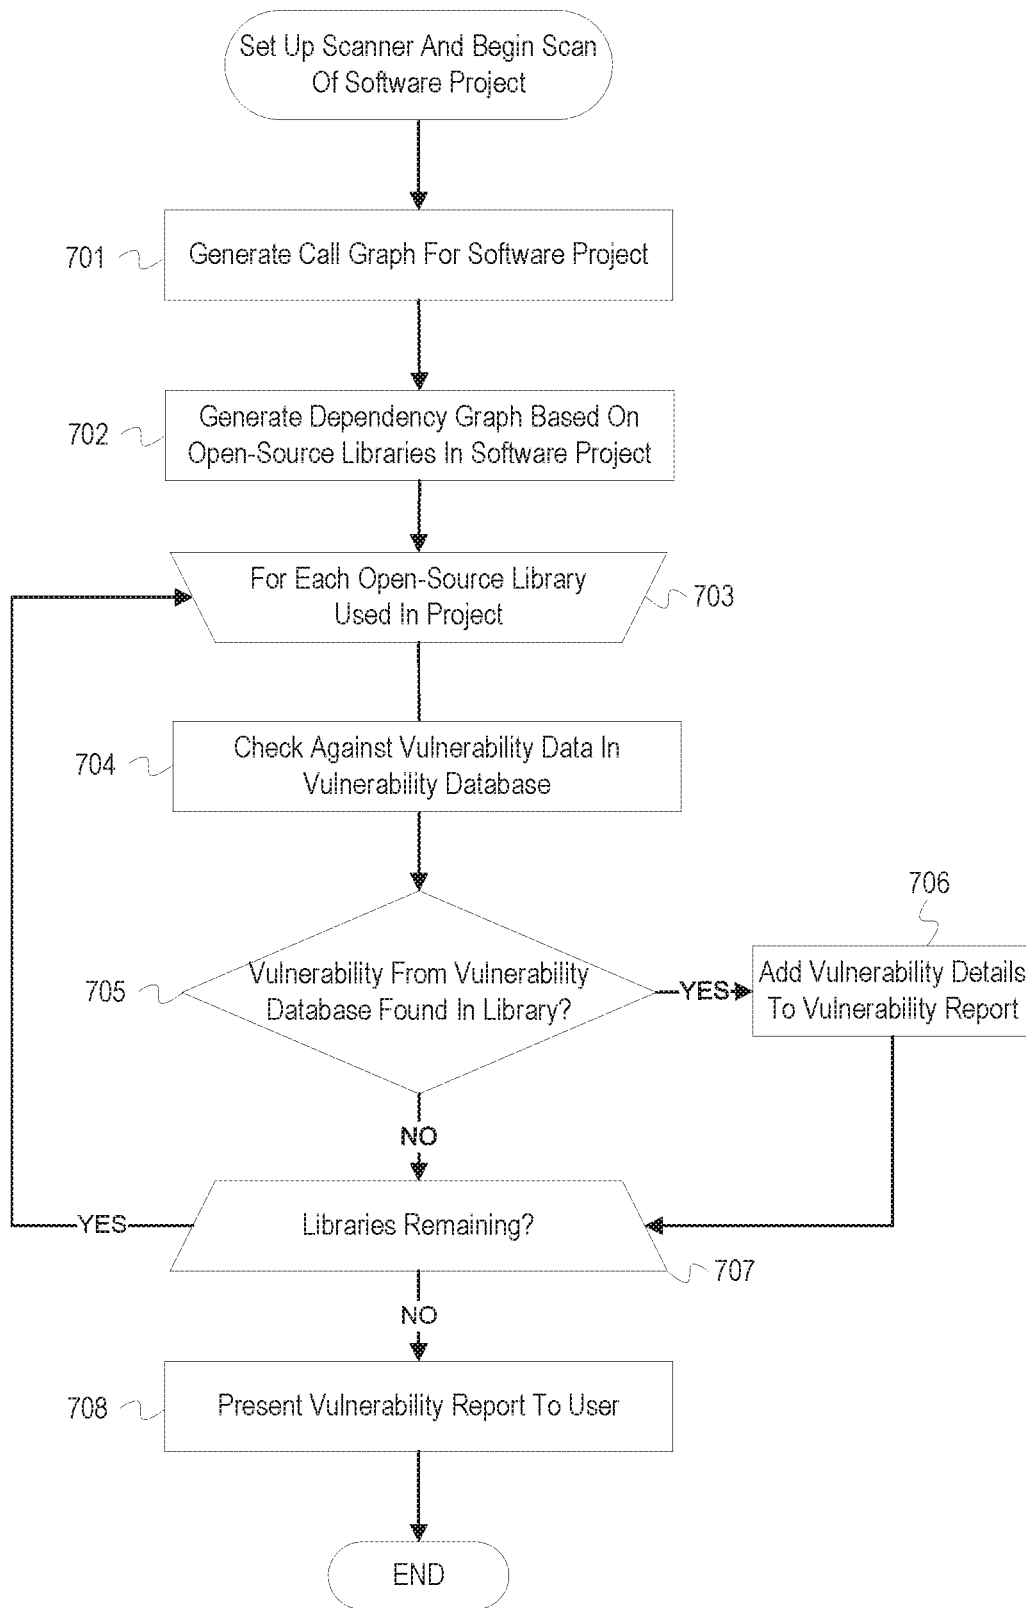 Set Up Scanner And Begin Scan
Of Software Project
701
Generate Call Graph For Software Project
702
Generate Dependency Graph Based On
Open-Source Libraries In Software Project
For Each Open-Source Library
Used In Project
703
704
Check Against Vulnerability Data In
Vulnerability Database
705
Vulnerability From Vulnerability
Database Found In Library?
YES
706
Add Vulnerability Details
To Vulnerability Report
NO
YES
Libraries Remaining?
707
NO
708
Present Vulnerability Report To User
END